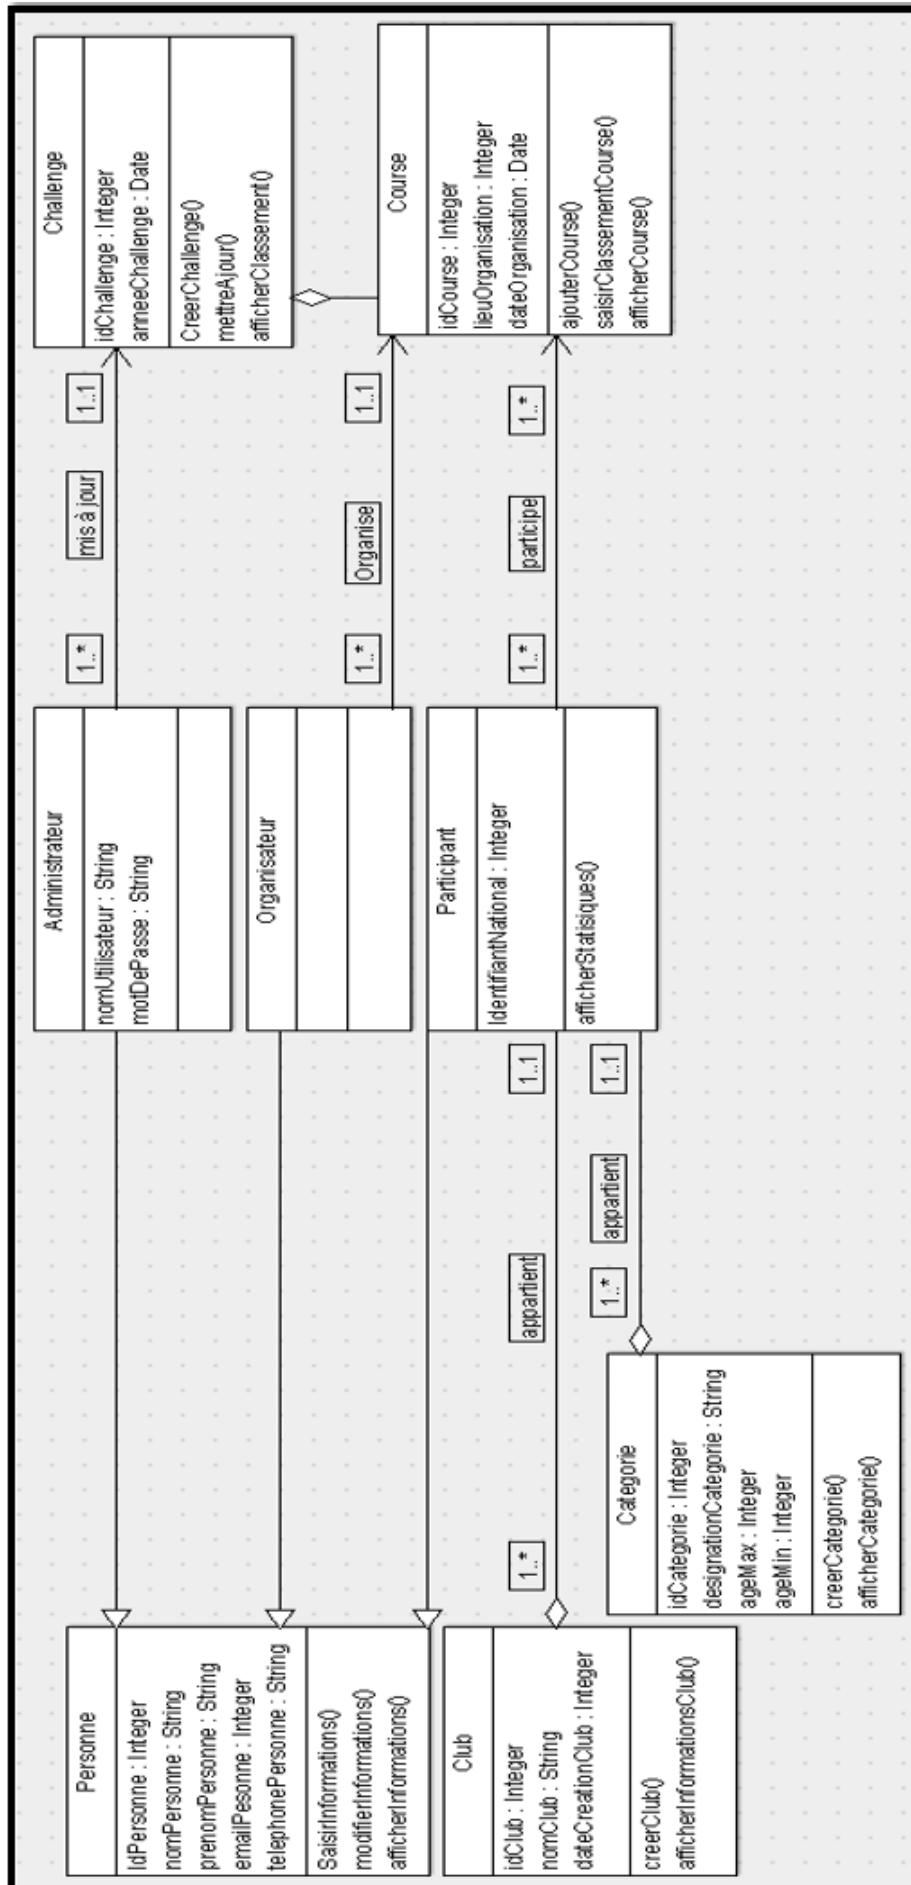 Personne
IdPersonne : Integer
nomPersonne : String
prenomPersonne : String
emailPesonne : Integer
telephonePersonne : String
SaisirInformations()
modifierInformations()
afficherInformations()
Administrateur
nomUtilisateur : String
motDePasse : String
1..*
mis à jour
1..1
Challenge
idChallenge : Integer
anneeChallenge : Date
CreerChallenge()
mettreAjour()
afficherClassement()
Organisateur
1..*
Organise
1..1
Course
idCourse : Integer
lieuOrganisation : Integer
dateOrganisation : Date
ajouterCourse()
saisirClassementCourse()
afficherCourse()
Participant
IdentifiantNational : Integer
afficherStatisiques()
1..*
participe
1..*
Club
idClub : Integer
nomClub : String
dateCreationClub : Integer
creerClub()
afficherInformationsClub()
1..*
appartient
1..1
Categorie
idCategorie : Integer
designationCategorie : String
ageMax : Integer
ageMin : Integer
creerCategorie()
afficherCategorie()
1..*
appartient
1..1